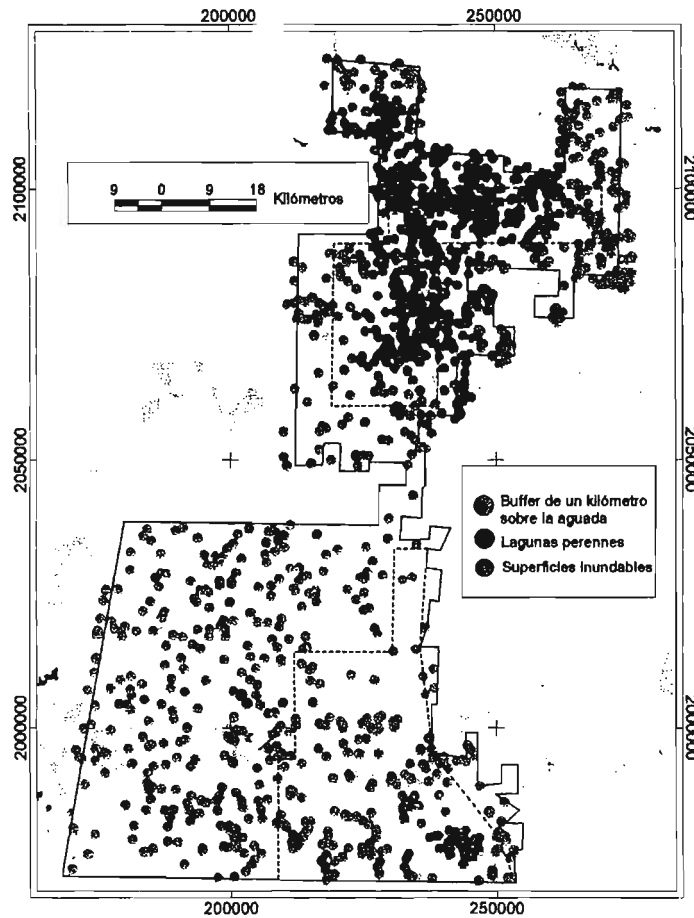 200000 250000
2100000 2100000
9 0 9 18 Kilómetros
2050000 2050000
Buffer de un kilómetro
sobre la aguada
Lagunas perennes
Superficies inundables
2000000 2000000
200000 250000